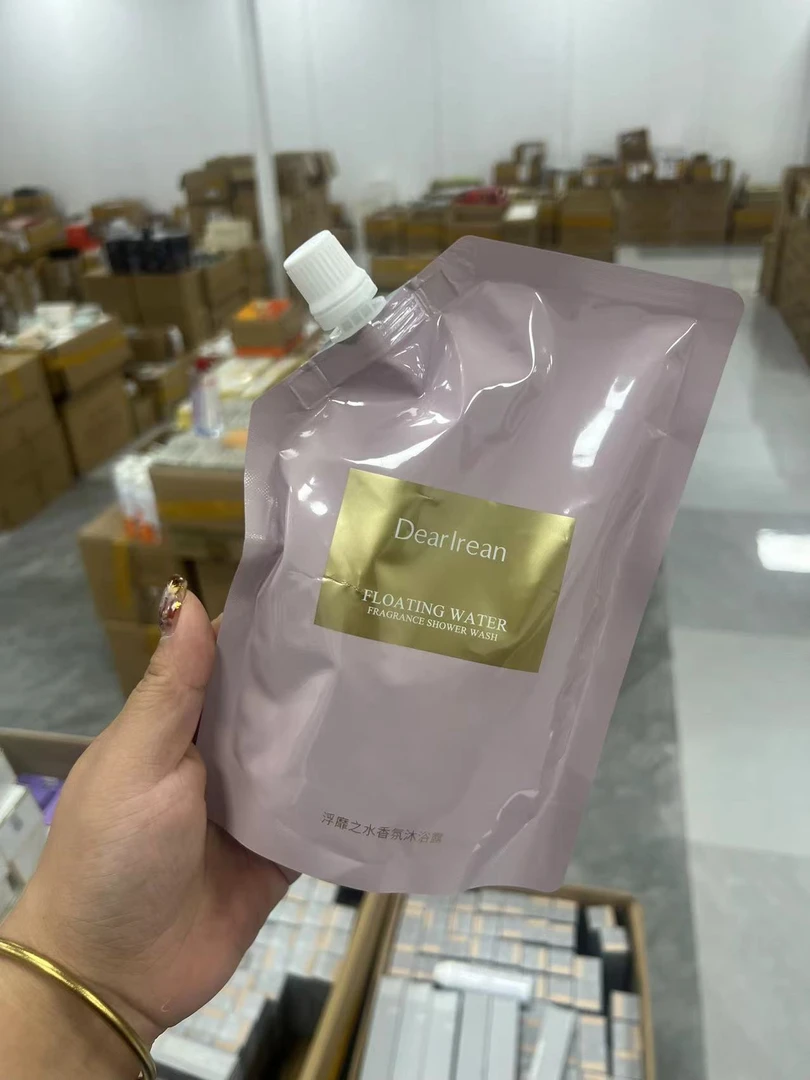 DearIrean
FLOATING WATER
FRAGRANCE SHOWER WASH
浮靡之水香氛沐浴露